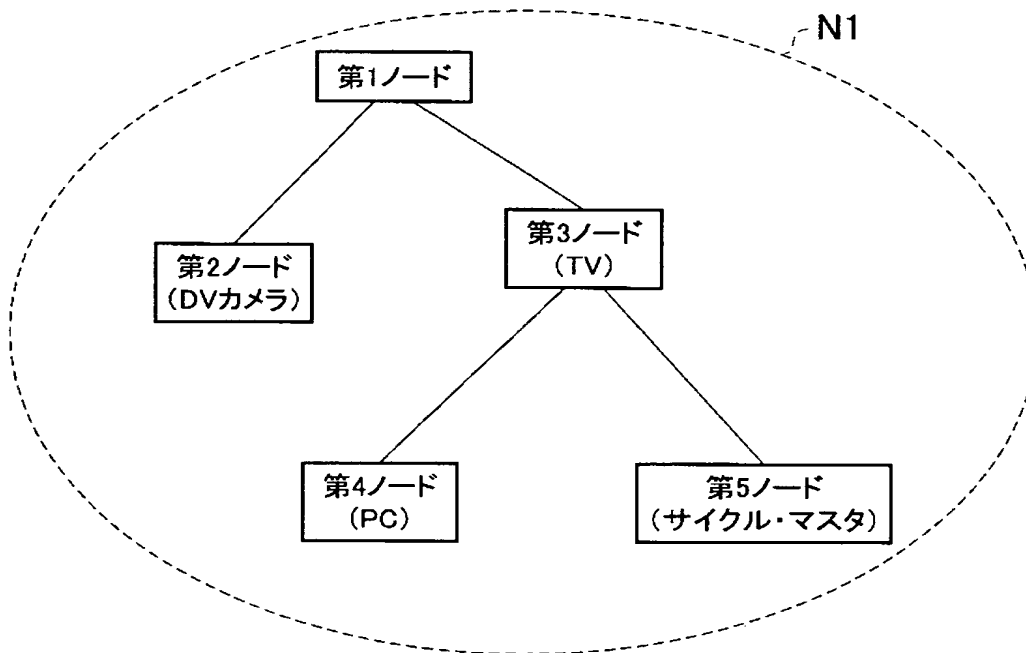 N1
第1ノード
第2ノード
(DVカメラ)
第3ノード
(TV)
第4ノード
(PC)
第5ノード
(サイクル・マスタ)